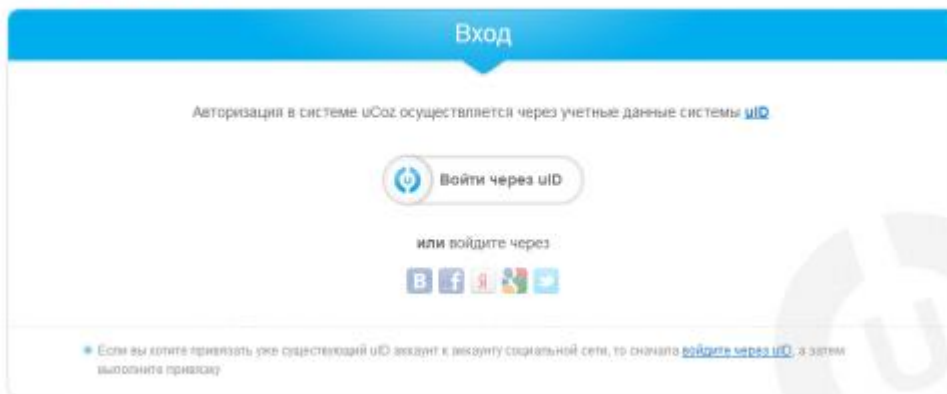 Вход
Авторизация в системе uCoz осуществляется через учетные данные системы uID
Войти через uID
или войдите через
Если вы хотите привязать уже существующий uID аккаунт к аккаунту социальной сети, то сначала войдите через uID, а затем
выполните привязку